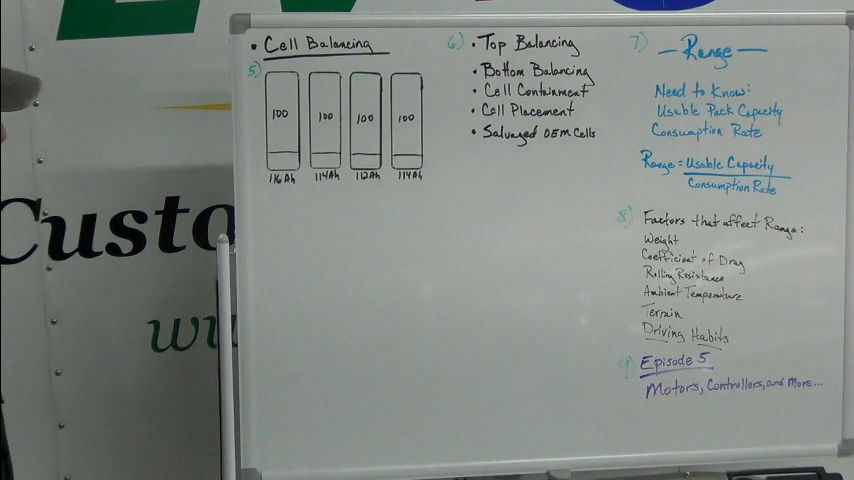 • Cell Balancing
5)
100 100 100 100
116Ah 114Ah 112Ah 114Ah
6) • Top Balancing
• Bottom Balancing
• Cell Containment
• Cell Placement
• Salvaged OEM Cells
7) — Range —
Need to Know:
Usable Pack Capacity
Consumption Rate
Range = Usable Capacity
Consumption Rate
8) Factors that affect Range:
Weight
Coefficient of Drag
Rolling Resistance
Ambient Temperature
Terrain
Driving Habits
9) Episode 5
Motors, Controllers, and More...
Custo